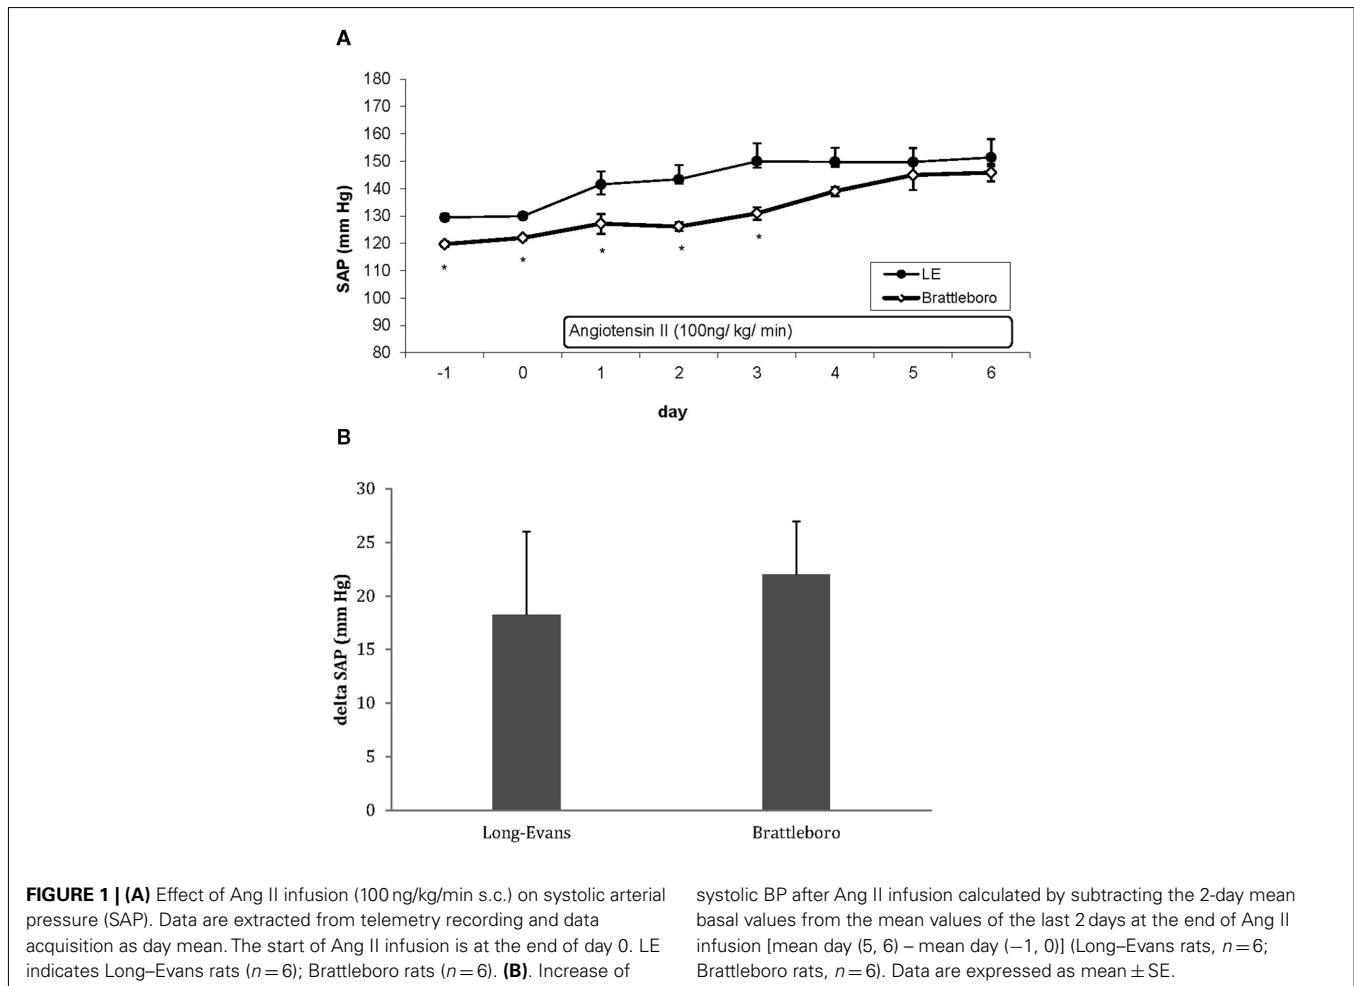 A
180
170
160
150
140
130
120
110
100
90
80
SAP (mm Hg)
* * * * *
LE
Brattleboro
Angiotensin II (100ng/ kg/ min)
-1 0 1 2 3 4 5 6
day
B
30
25
20
15
10
5
0
delta SAP (mm Hg)
Long-Evans Brattleboro
FIGURE 1 | (A) Effect of Ang II infusion (100 ng/kg/min s.c.) on systolic arterial
pressure (SAP). Data are extracted from telemetry recording and data
acquisition as day mean. The start of Ang II infusion is at the end of day 0. LE
indicates Long–Evans rats (n = 6); Brattleboro rats (n = 6). (B). Increase of
systolic BP after Ang II infusion calculated by subtracting the 2-day mean
basal values from the mean values of the last 2 days at the end of Ang II
infusion [mean day (5, 6) – mean day (−1, 0)] (Long–Evans rats, n = 6;
Brattleboro rats, n = 6). Data are expressed as mean ± SE.